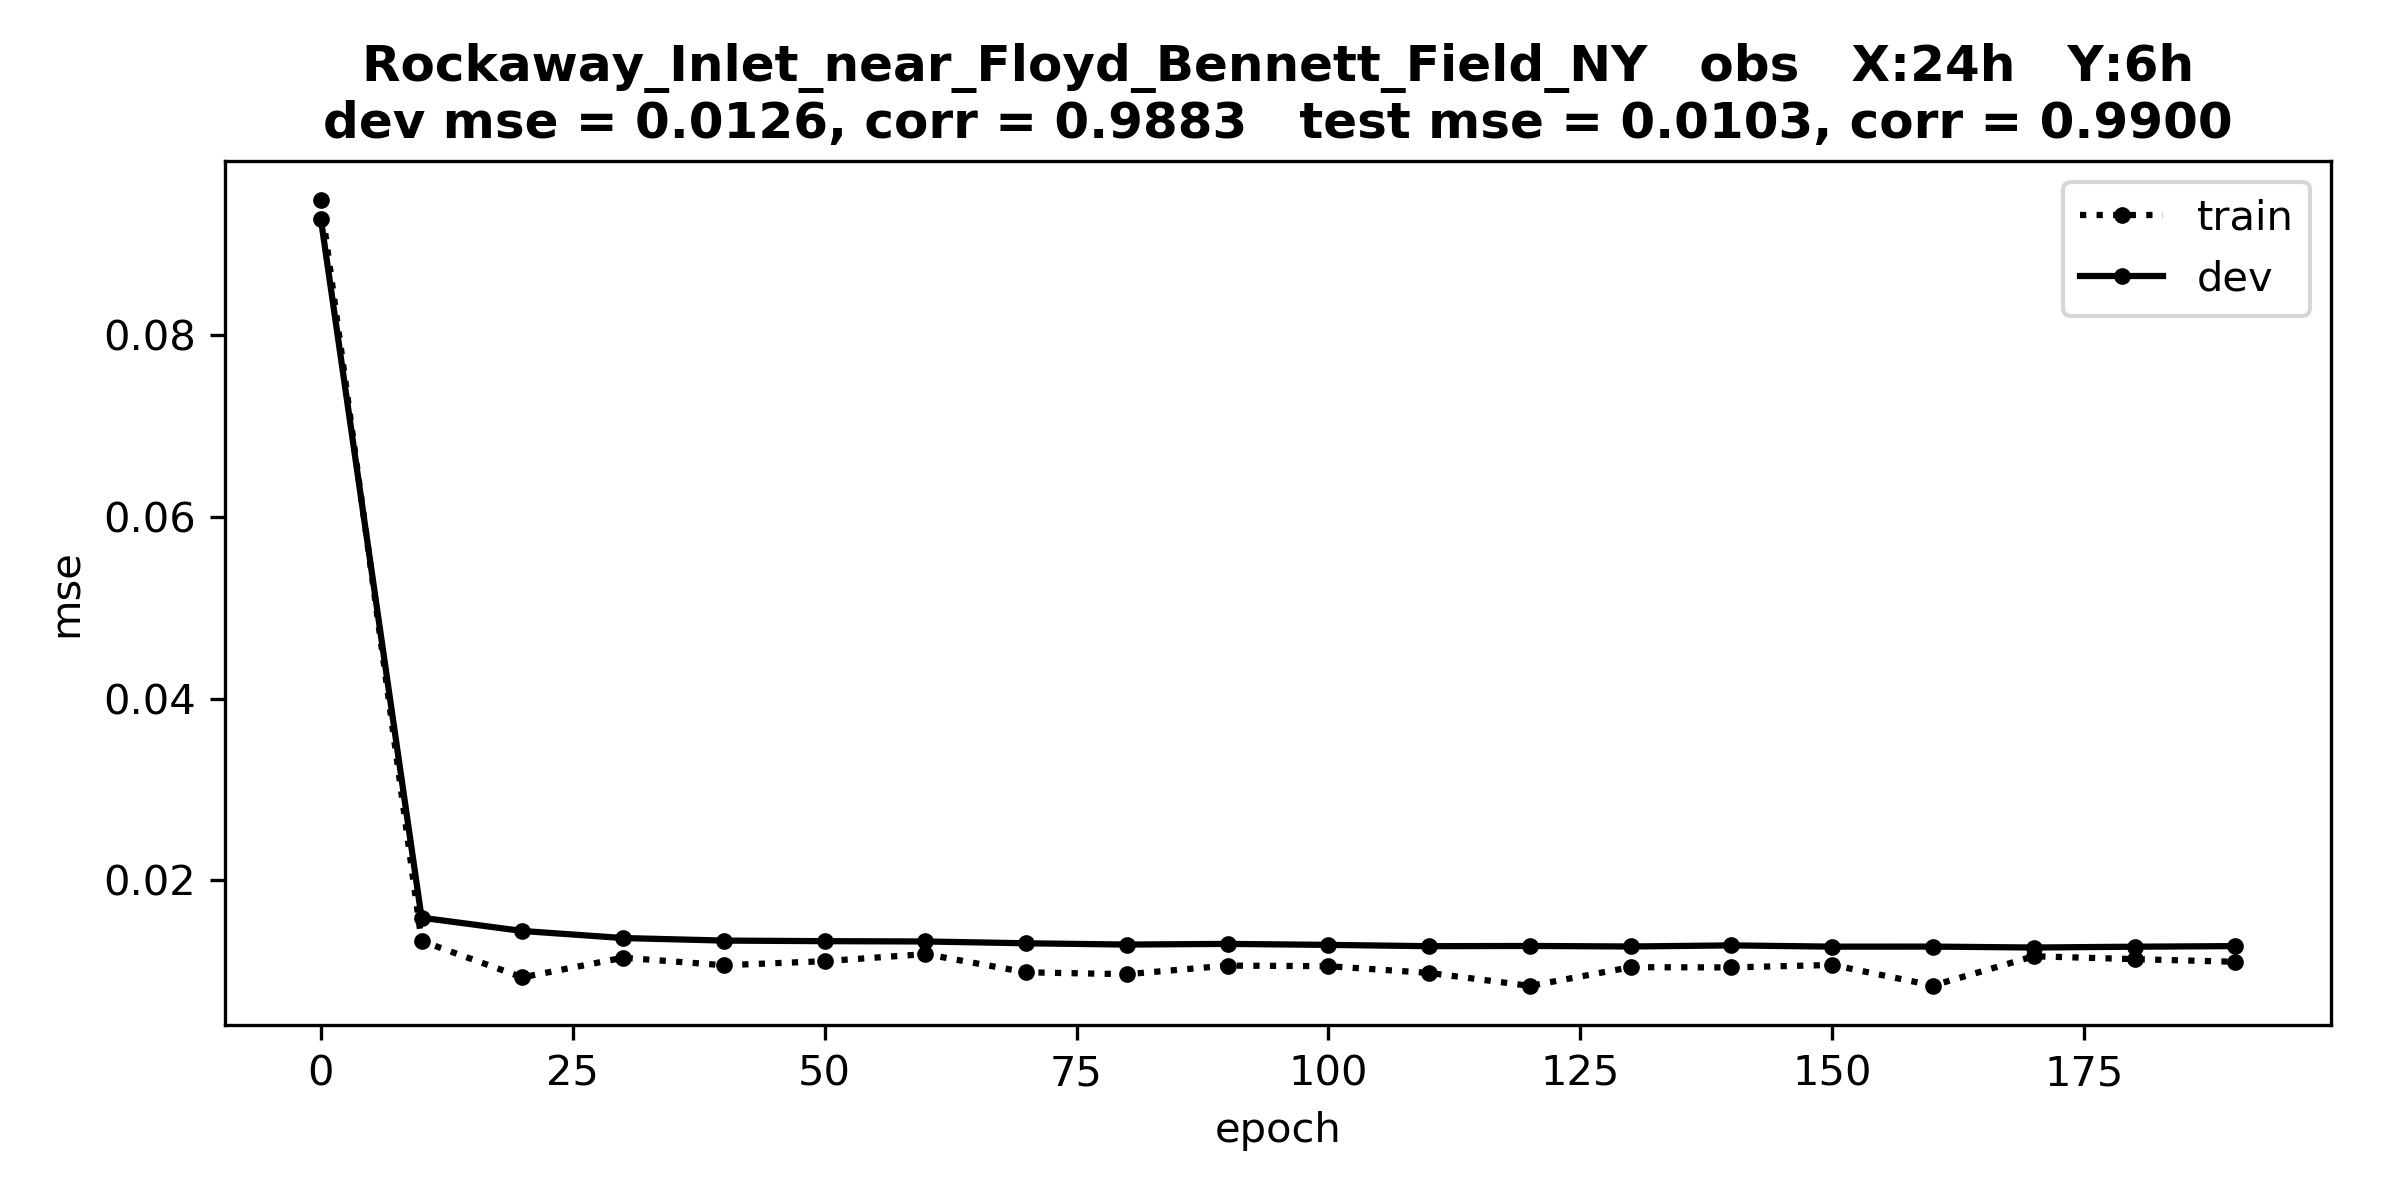 Rockaway_Inlet_near_Floyd_Bennett_Field_NY   obs   X:24h   Y:6h
dev mse = 0.0126, corr = 0.9883   test mse = 0.0103, corr = 0.9900
train
dev
0.08
0.06
0.04
0.02
mse
0 25 50 75 100 125 150 175
epoch